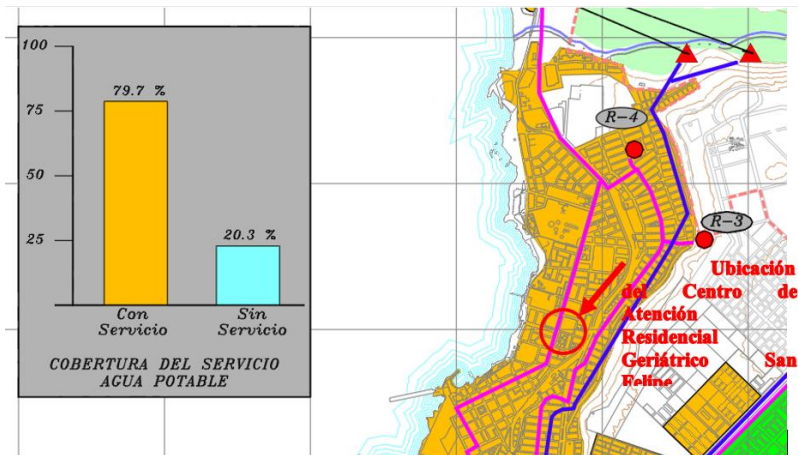 100
79.7 %
75
50
25
20.3 %
Con
Servicio
Sin
Servicio
COBERTURA DEL SERVICIO
AGUA POTABLE
R-4
R-3
Ubicación
del Centro de
Atención
Residencial
Geriátrico San
Felipe